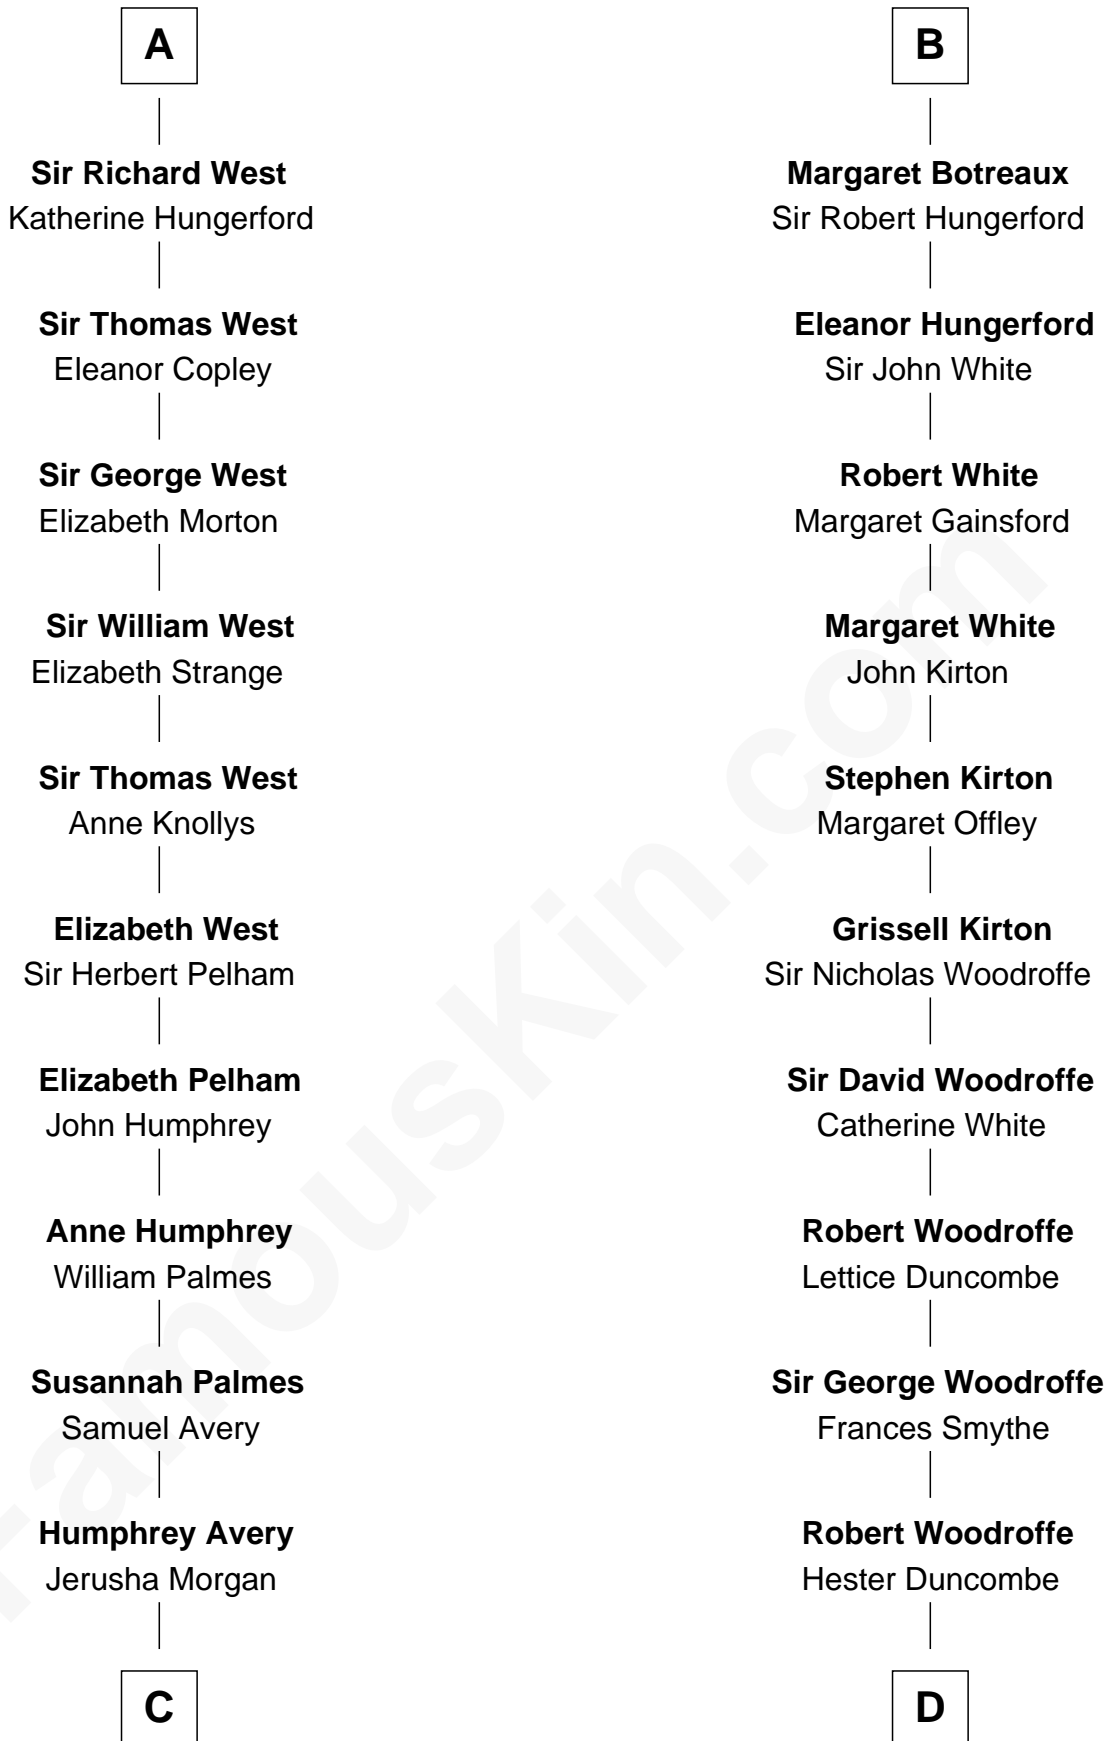 A
Sir Richard West
Katherine Hungerford
Sir Thomas West
Eleanor Copley
Sir George West
Elizabeth Morton
Sir William West
Elizabeth Strange
Sir Thomas West
Anne Knollys
Elizabeth West
Sir Herbert Pelham
Elizabeth Pelham
John Humphrey
Anne Humphrey
William Palmes
Susannah Palmes
Samuel Avery
Humphrey Avery
Jerusha Morgan
C
B
Margaret Botreaux
Sir Robert Hungerford
Eleanor Hungerford
Sir John White
Robert White
Margaret Gainsford
Margaret White
John Kirton
Stephen Kirton
Margaret Offley
Grissell Kirton
Sir Nicholas Woodroffe
Sir David Woodroffe
Catherine White
Robert Woodroffe
Lettice Duncombe
Sir George Woodroffe
Frances Smythe
Robert Woodroffe
Hester Duncombe
D
FamousKin.com